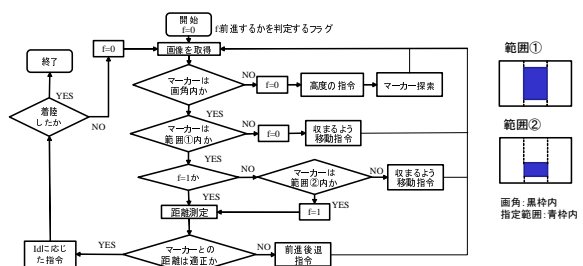 開始
f=0
f:前進するかを判定するフラグ
f=0
画像を取得
終了
マーカーは
画角内か
NO
f=0
高度の指令
マーカー探索
YES
YES
着陸
したか
NO
マーカーは
範囲①内か
NO
f=0
収まるよう
移動指令
YES
f=1か
NO
マーカーは
範囲②内か
NO
収まるよう
移動指令
YES
YES
距離測定
f=1
Idに応じ
た指令
YES
マーカーとの
距離は適正か
NO
前進後退
指令
範囲①
範囲②
画角:黒枠内
指定範囲:青枠内